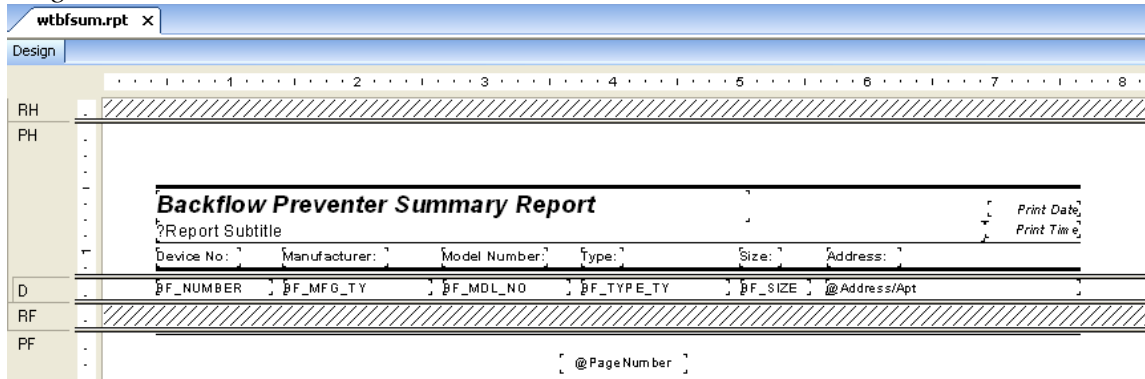 wtbfsum.rpt ×
Design
1 2 3 4 5 6 7 8
RH
PH
Backflow Preventer Summary Report
Print Date
?Report Subtitle
Print Time
1
Device No: Manufacturer: Model Number: Type: Size: Address:
D
BF_NUMBER BF_MFG_TY BF_MDL_NO BF_TYPE_TY BF_SIZE @Address/Apt
RF
PF
@PageNumber